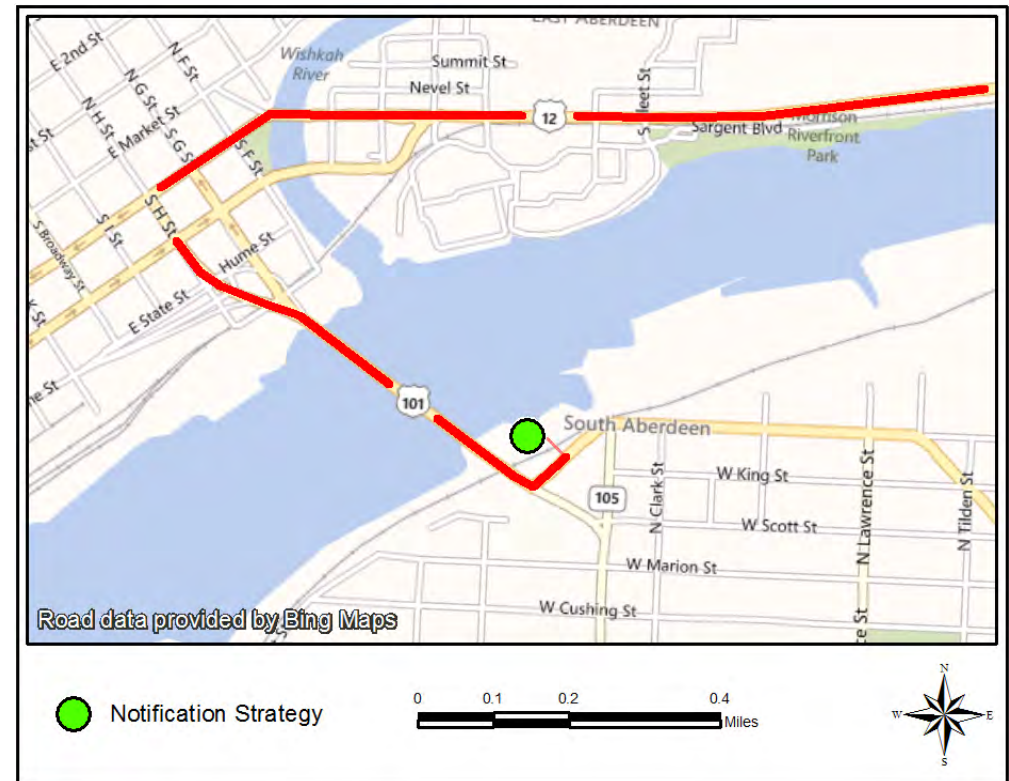 EAST ABERDEEN
E 2nd St
N F St
Wishkah
River
Summit St
Nevel St
N G St
N H St
E Market St
S G St
S F St
12
Sargent Blvd
Morrison
Riverfront
Park
S H St
S I St
S Broadway St
Hume St
K St
E State St
101
South Aberdeen
105
N Clark St
W King St
N Lawrence St
N Tilden St
W Scott St
W Marion St
W Cushing St
Road data provided by Bing Maps
Notification Strategy
0 0.1 0.2 0.4
Miles
N
W E
S